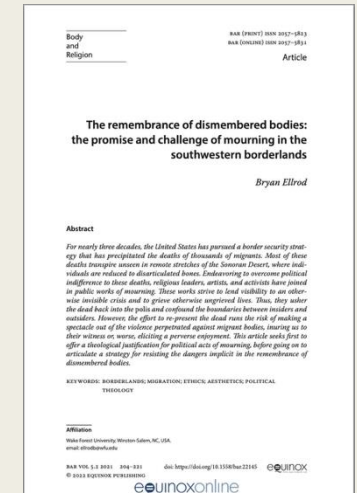 Body
and
Religion
BAR (PRINT) ISSN 2057–5823
BAR (ONLINE) ISSN 2057–5831
Article
The remembrance of dismembered bodies:
the promise and challenge of mourning in the
southwestern borderlands
Bryan Ellrod
Abstract
For nearly three decades, the United States has pursued a border security strat-
egy that has precipitated the deaths of thousands of migrants. Most of these
deaths transpire unseen in remote stretches of the Sonoran Desert, where indi-
viduals are reduced to disarticulated bones. Endeavoring to overcome political
indifference to these deaths, religious leaders, artists, and activists have joined
in public works of mourning. These works strive to lend visibility to an other-
wise invisible crisis and to grieve otherwise ungrieved lives. Thus, they usher
the dead back into the polis and confound the boundaries between insiders and
outsiders. However, the effort to re-present the dead runs the risk of making a
spectacle out of the violence perpetrated against migrant bodies, inuring us to
their witness or, worse, eliciting a perverse enjoyment. This article seeks first to
offer a theological justification for political acts of mourning, before going on to
articulate a strategy for resisting the dangers implicit in the remembrance of
dismembered bodies.
KEYWORDS: BORDERLANDS; MIGRATION; ETHICS; AESTHETICS; POLITICAL
THEOLOGY
Affiliation
Wake Forest University, Winston-Salem, NC, USA.
email: ellrodb@wfu.edu
BAR VOL 5.2 2021 204–221
doi: https://doi.org/10.1558/bar.22145
equinox
© 2022 EQUINOX PUBLISHING
equinoxonline